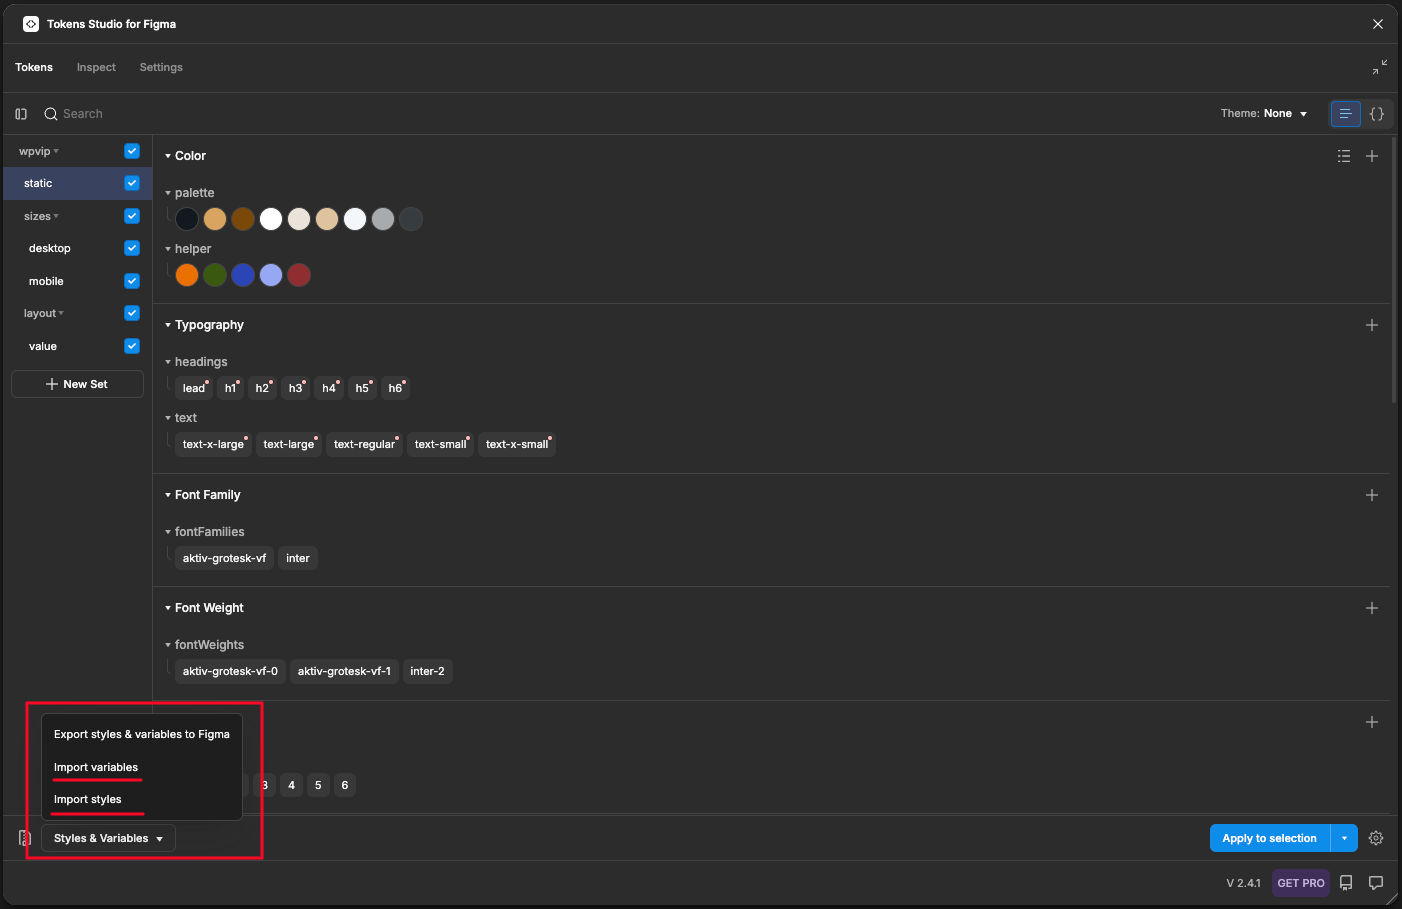 Tokens Studio for Figma
Tokens Inspect Settings
Search
Theme: None
wpvip
static
sizes
desktop
mobile
layout
value
New Set
Color
palette
helper
Typography
headings
lead h1 h2 h3 h4 h5 h6
text
text-x-large text-large text-regular text-small text-x-small
Font Family
fontFamilies
aktiv-grotesk-vf inter
Font Weight
fontWeights
aktiv-grotesk-vf-0 aktiv-grotesk-vf-1 inter-2
3 4 5 6
Export styles & variables to Figma
Import variables
Import styles
Styles & Variables
Apply to selection
V 2.4.1 GET PRO